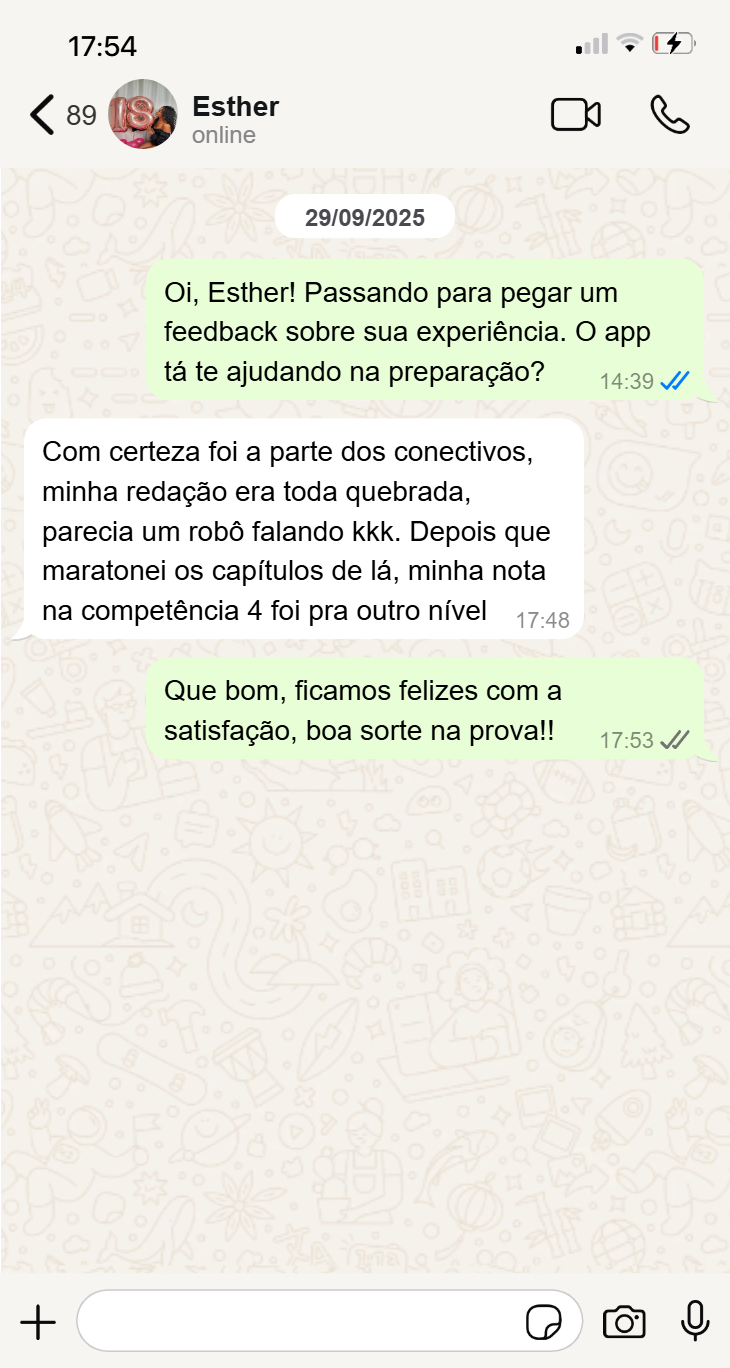 17:54
89
Esther
online
29/09/2025
Oi, Esther! Passando para pegar um
feedback sobre sua experiência. O app
tá te ajudando na preparação?
14:39
Com certeza foi a parte dos conectivos,
minha redação era toda quebrada,
parecia um robô falando kkk. Depois que
maratonei os capítulos de lá, minha nota
na competência 4 foi pra outro nível
17:48
Que bom, ficamos felizes com a
satisfação, boa sorte na prova!!
17:53